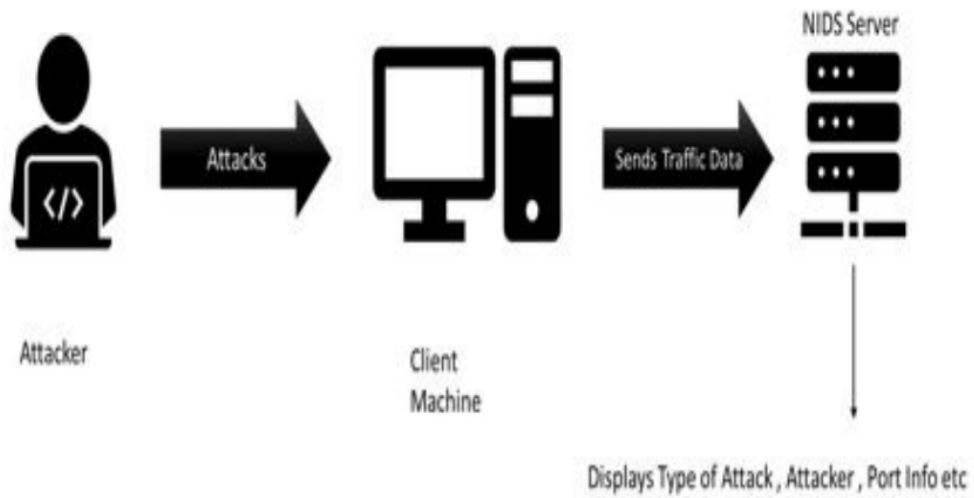 NIDS Server
Attacks
Sends Traffic Data
</>
Attacker
Client
Machine
Displays Type of Attack , Attacker , Port Info etc